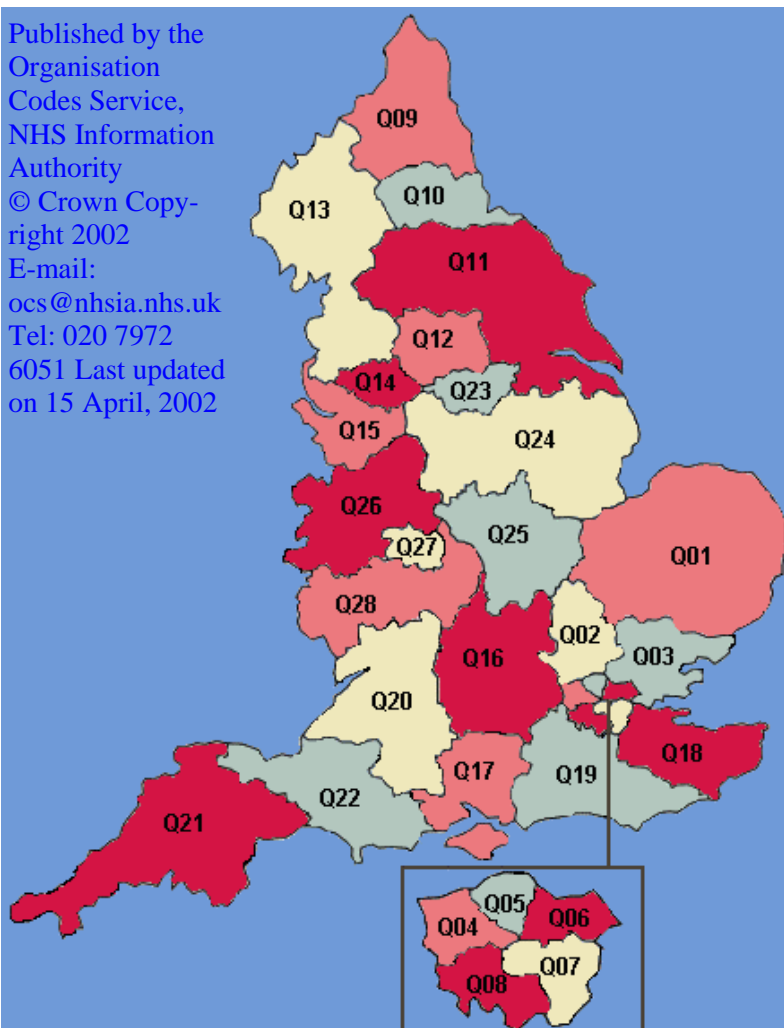 Published by the
Organisation
Codes Service,
NHS Information
Authority
© Crown Copy-
right 2002
E-mail:
ocs@nhsia.nhs.uk
Tel: 020 7972
6051 Last updated
on 15 April, 2002
Q09
Q10
Q13
Q11
Q12
Q14
Q23
Q15
Q24
Q26
Q25
Q27
Q01
Q28
Q02
Q03
Q16
Q20
Q18
Q17
Q19
Q22
Q21
Q05
Q06
Q04
Q07
Q08